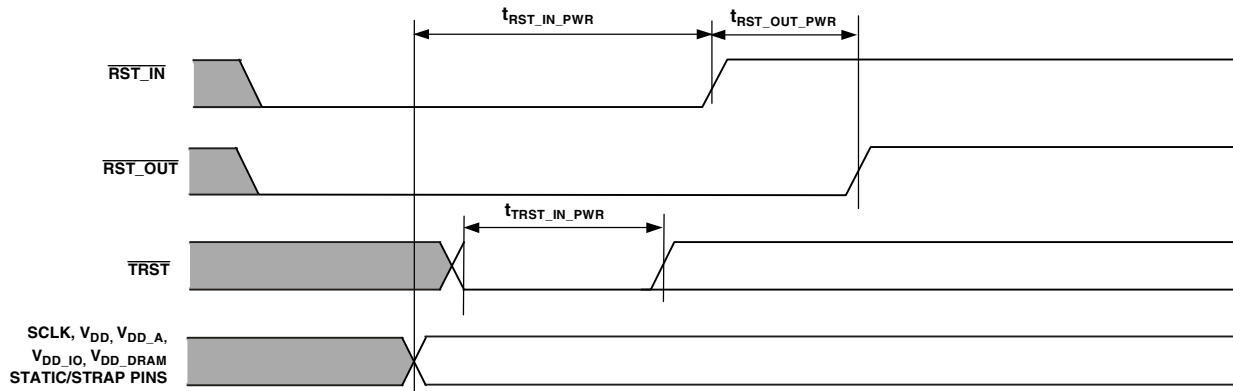 tRST_IN_PWR tRST_OUT_PWR
RST_IN
RST_OUT
tTRST_IN_PWR
TRST
SCLK, VDD, VDD_A,
VDD_IO, VDD_DRAM
STATIC/STRAP PINS